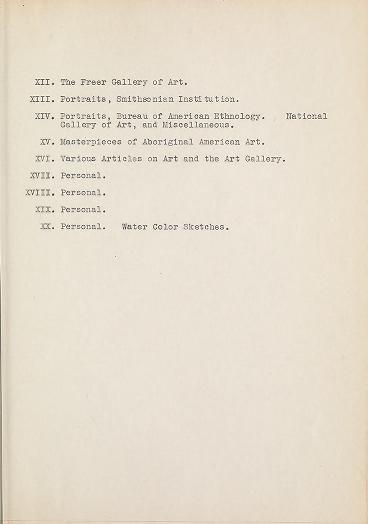 XII. The Freer Gallery of Art.
XIII. Portraits, Smithsonian Institution.
XIV. Portraits, Bureau of American Ethnology. National
Gallery of Art, and Miscellaneous.
XV. Masterpieces of Aboriginal American Art.
XVI. Various Articles on Art and the Art Gallery.
XVII. Personal.
XVIII. Personal.
XIX. Personal.
XX. Personal. Water Color Sketches.